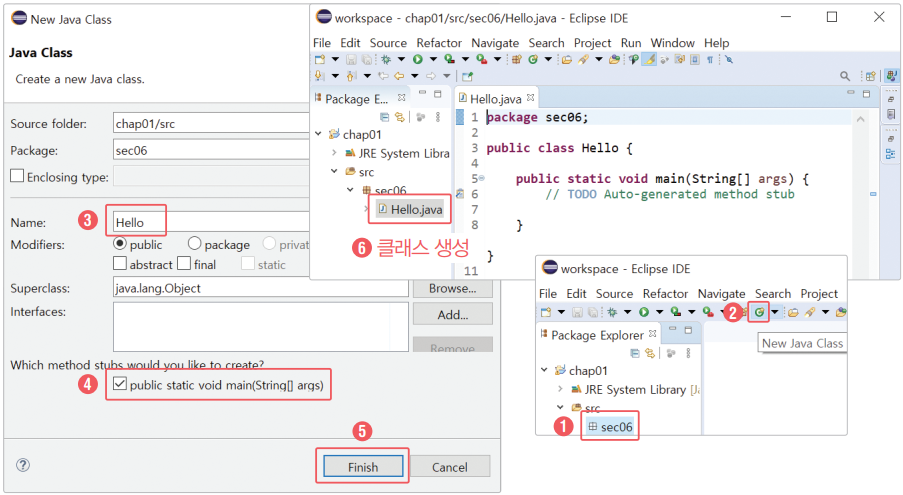 New Java Class
Java Class
Create a new Java class.
Source folder:
chap01/src
Package:
sec06
Enclosing type:
3
Name:
Hello
Modifiers:
public
package
privat
abstract
final
static
Superclass:
java.lang.Object
Browse...
Interfaces:
Add...
Remove
Which method stubs would you like to create?
4
public static void main(String[] args)
5
?
Finish
Cancel
workspace - chap01/src/sec06/Hello.java - Eclipse IDE
File Edit Source Refactor Navigate Search Project Run Window Help
Package E...
Hello.java
chap01
JRE System Libra
src
sec06
Hello.java
6 클래스 생성
1 package sec06;
2
3 public class Hello {
4
5 public static void main(String[] args) {
6 // TODO Auto-generated method stub
7
8 }
9
}
11
workspace - Eclipse IDE
File Edit Source Refactor Navigate Search Project
2
Package Explorer
New Java Class
chap01
JRE System Library [Ja
src
1
sec06